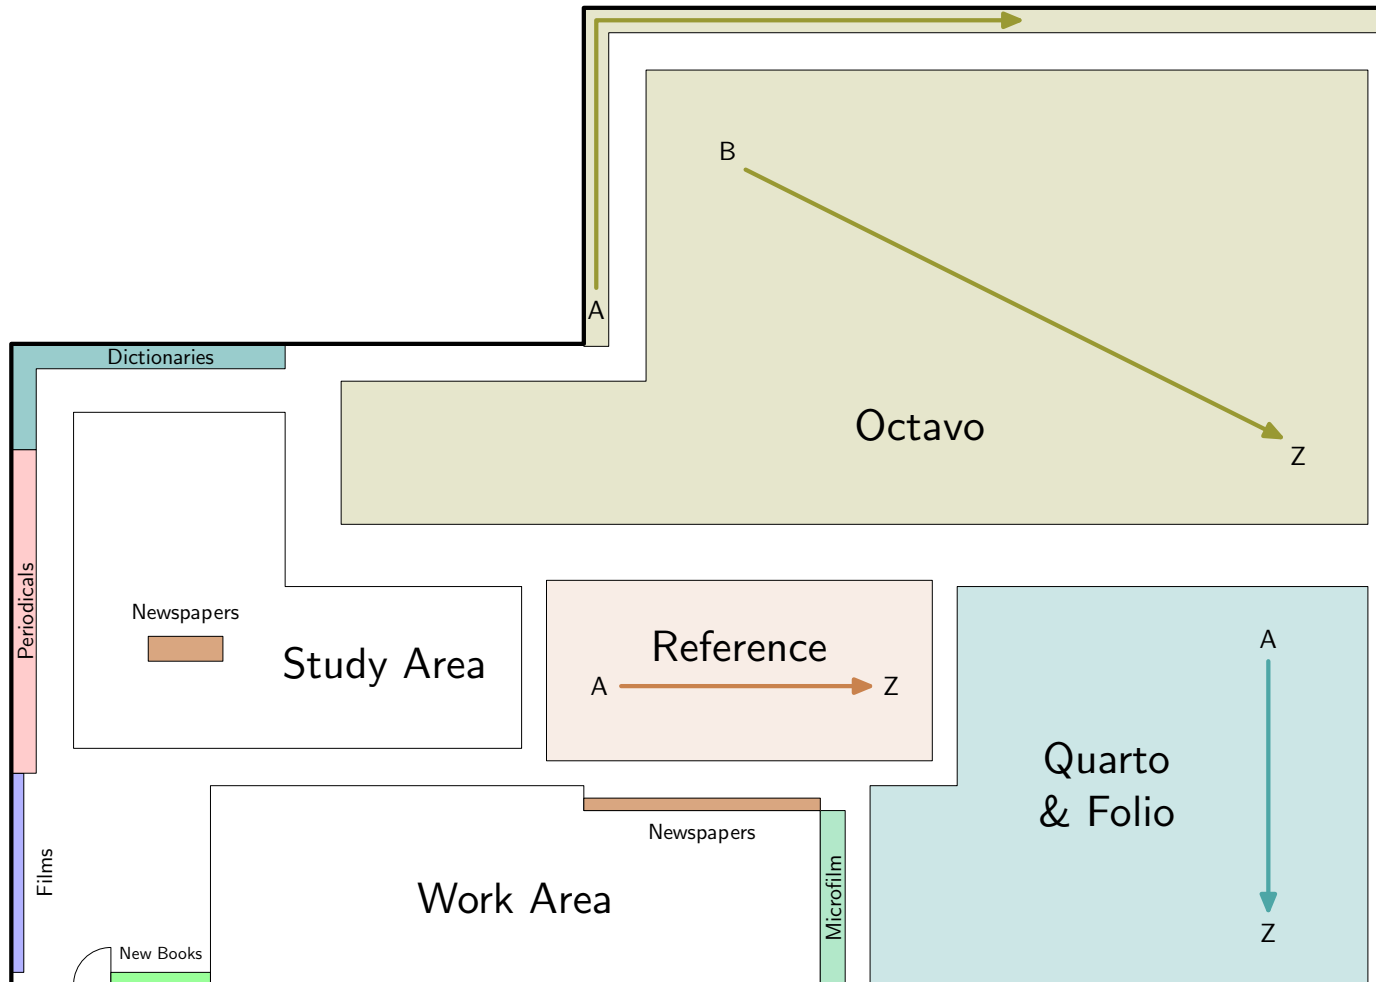 B
A
Dictionaries
Octavo
Z
Periodicals
Newspapers
Study Area
Reference
A
Z
A
Quarto
& Folio
Newspapers
Films
Work Area
Microfilm
New Books
Z